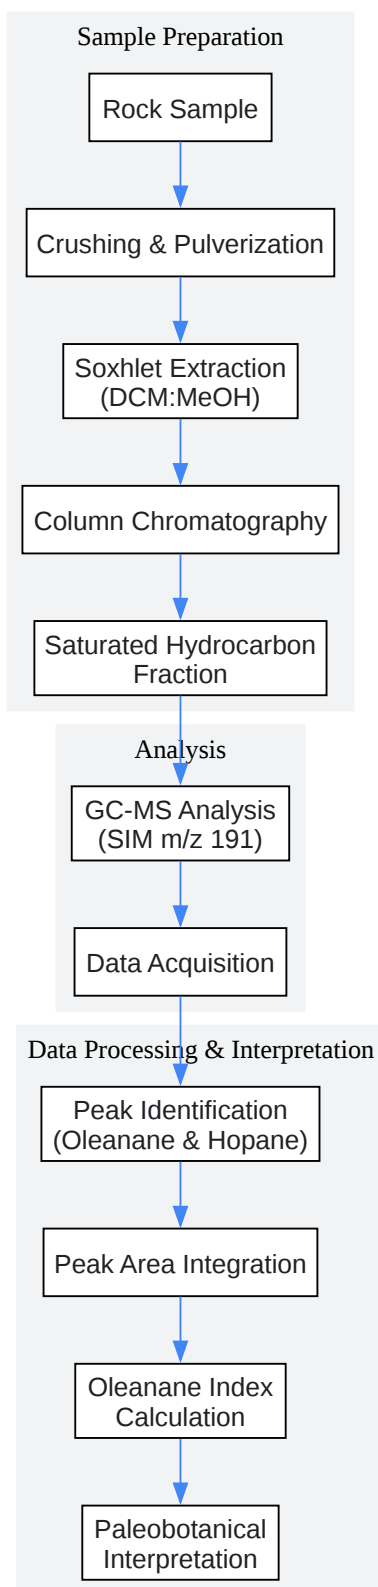 Sample Preparation
Rock Sample
Crushing & Pulverization
Soxhlet Extraction
(DCM:MeOH)
Column Chromatography
Saturated Hydrocarbon
Fraction
Analysis
GC-MS Analysis
(SIM m/z 191)
Data Acquisition
Data Processing & Interpretation
Peak Identification
(Oleanane & Hopane)
Peak Area Integration
Oleanane Index
Calculation
Paleobotanical
Interpretation